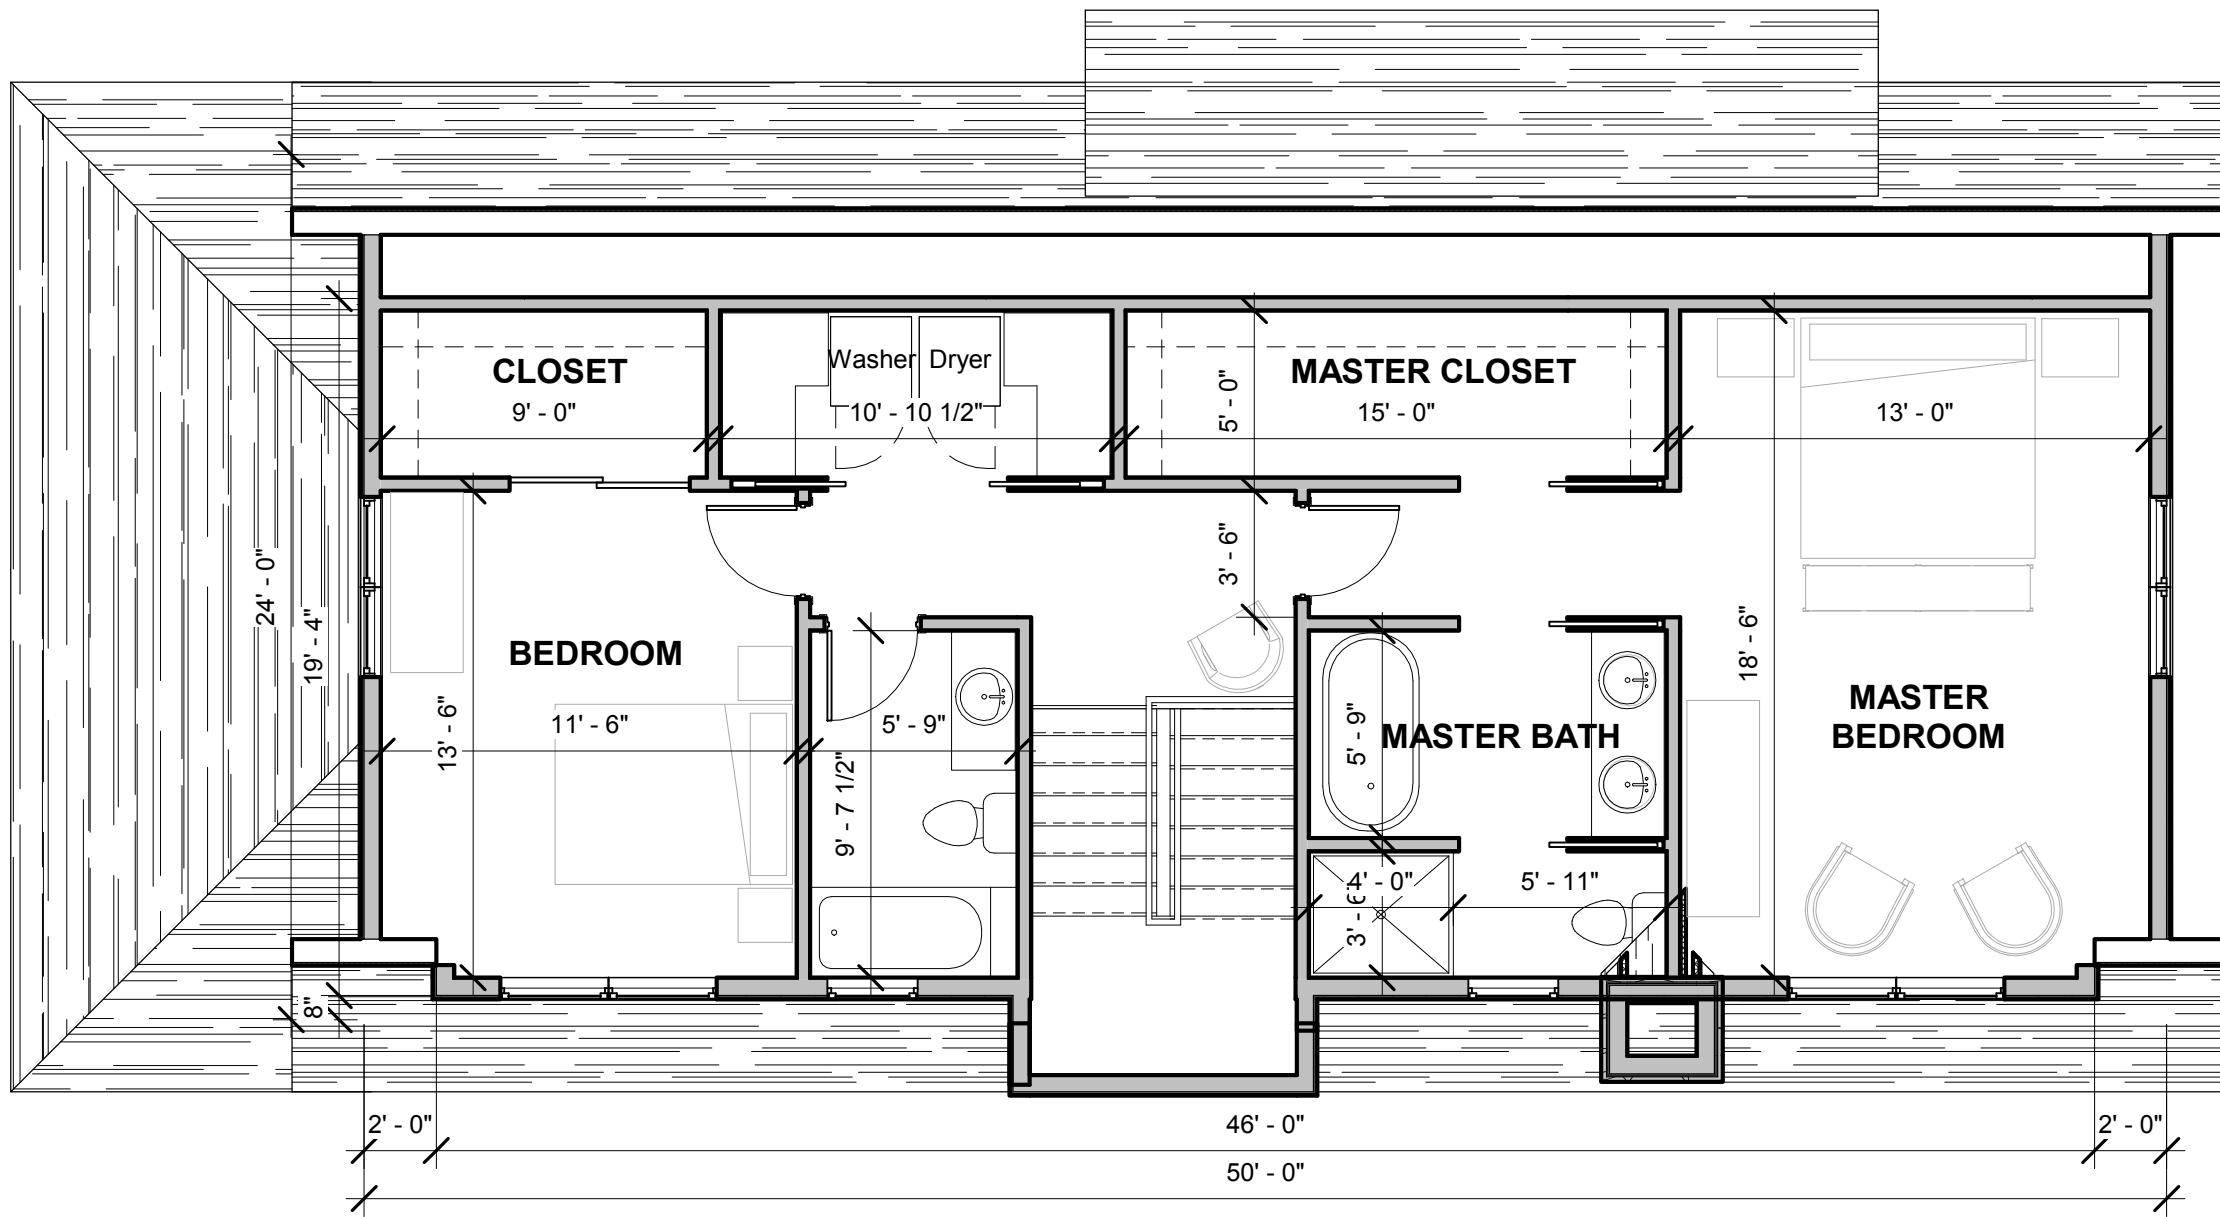 Washer
Dryer
CLOSET
MASTER CLOSET
9' - 0"
10' - 10 1/2"
5' - 0"
15' - 0"
13' - 0"
3' - 6"
24' - 0"
19' - 4"
BEDROOM
18' - 6"
MASTER
BEDROOM
13' - 6"
11' - 6"
5' - 9"
5' - 9"
MASTER BATH
9' - 7 1/2"
4' - 0"
5' - 11"
3' - 6"
8"
2' - 0"
46' - 0"
2' - 0"
50' - 0"